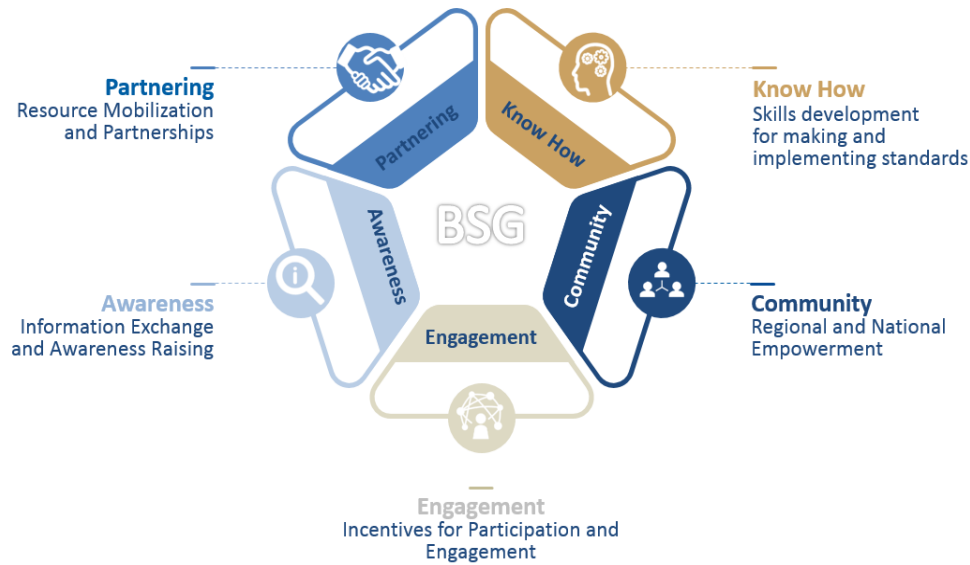 Partnering
Resource Mobilization
and Partnerships
Know How
Skills development
for making and
implementing standards
Partnering
Know How
BSG
Awareness
Community
Engagement
Awareness
Information Exchange
and Awareness Raising
Community
Regional and National
Empowerment
Engagement
Incentives for Participation and
Engagement